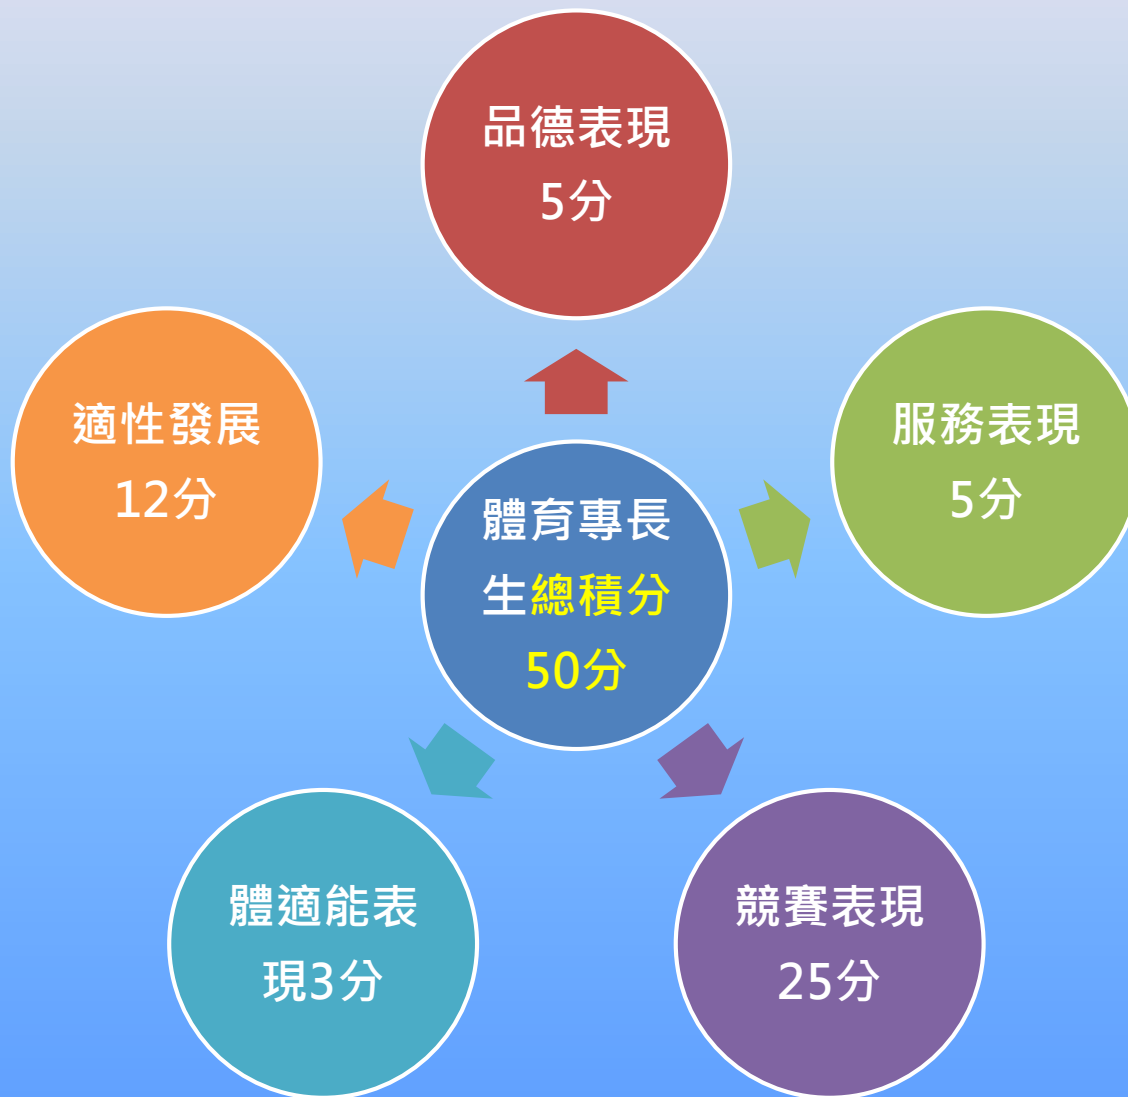 品德表現
5分
適性發展
12分
服務表現
5分
體育專長
生總積分
50分
體適能表
現3分
競賽表現
25分